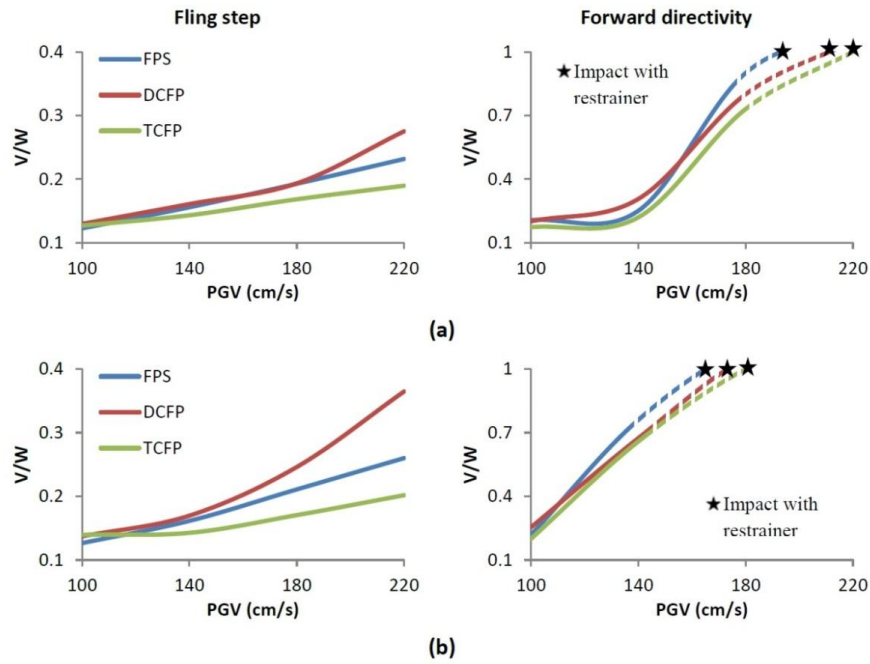 Fling step
Forward directivity
0.4
0.3
0.2
0.1
V/W
FPS
DCFP
TCFP
100
140
180
220
PGV (cm/s)
1
0.7
0.4
0.1
V/W
Impact with
restrainer
100
140
180
220
PGV (cm/s)
(a)
0.4
0.3
0.2
0.1
V/W
FPS
DCFP
TCFP
100
140
180
220
PGV (cm/s)
1
0.7
0.4
0.1
V/W
Impact with
restrainer
100
140
180
220
PGV (cm/s)
(b)